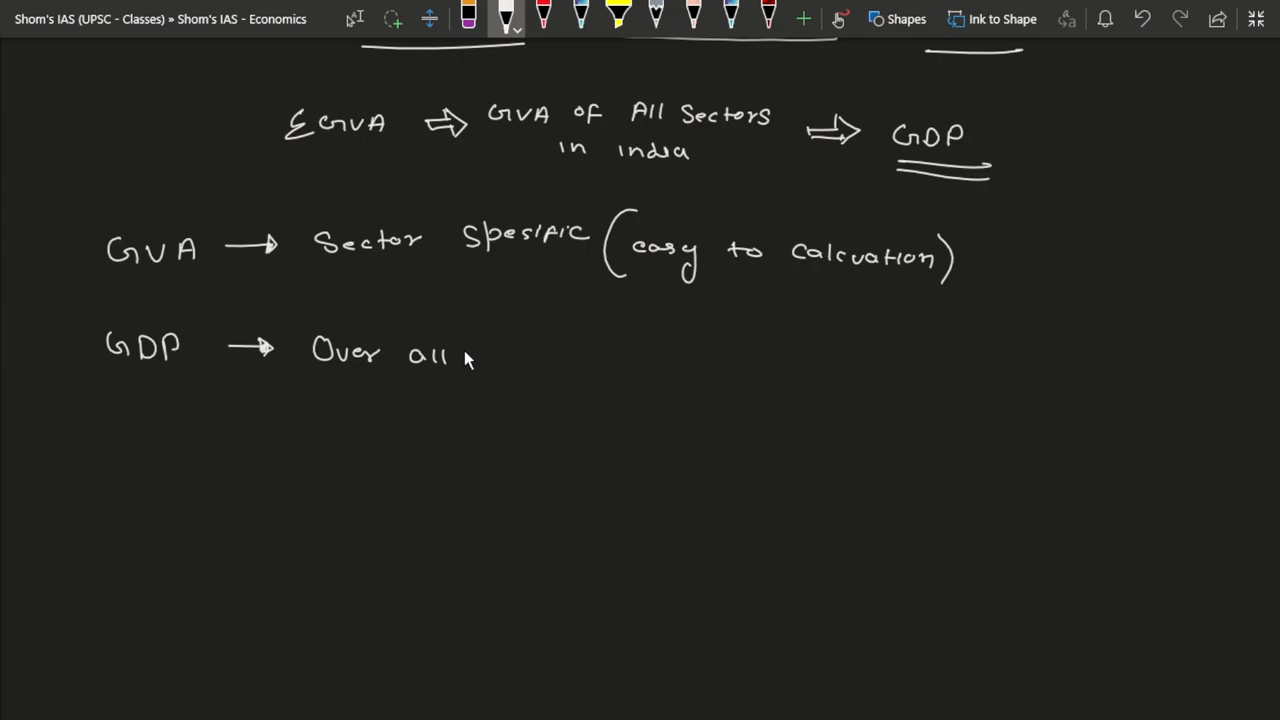 Shom's IAS (UPSC - Classes) » Shom's IAS - Economics
Shapes
Ink to Shape
ΣGVA ⇒ GVA of All Sectors in india ⇒ GDP
GVA → Sector Spesific (easy to calcuation)
GDP → Over all